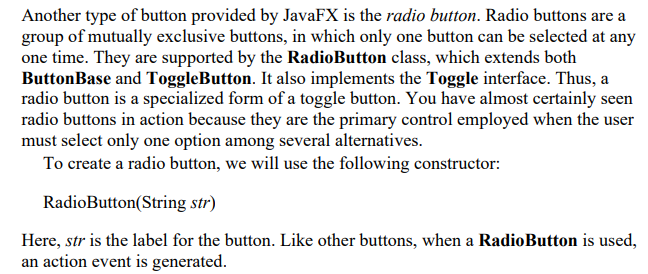 Another type of button provided by JavaFX is the radio button. Radio buttons are a
group of mutually exclusive buttons, in which only one button can be selected at any
one time. They are supported by the RadioButton class, which extends both
ButtonBase and ToggleButton. It also implements the Toggle interface. Thus, a
radio button is a specialized form of a toggle button. You have almost certainly seen
radio buttons in action because they are the primary control employed when the user
must select only one option among several alternatives.
To create a radio button, we will use the following constructor:
RadioButton(String str)
Here, str is the label for the button. Like other buttons, when a RadioButton is used,
an action event is generated.